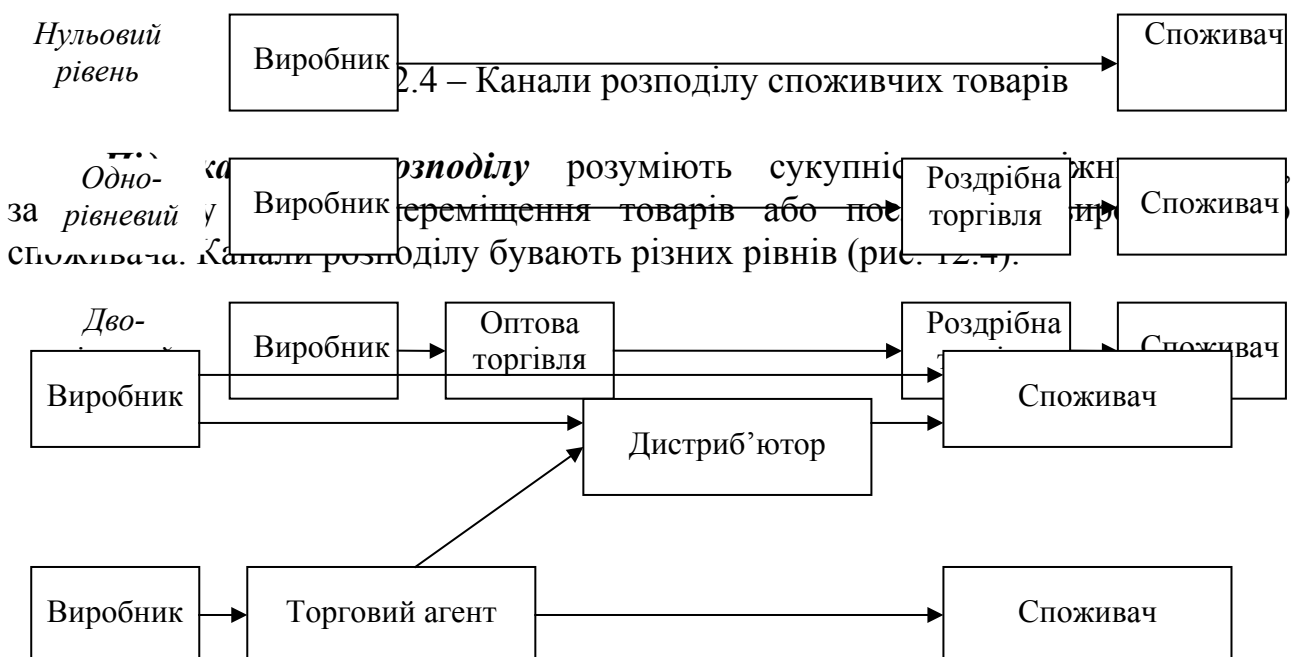 Нульовий
рівень
Виробник
Споживач
2.4 – Канали розподілу споживчих товарів
розподілу розуміють
Одно-
рівневий
Виробник
Роздрібна
торгівля
Споживач
за переміщення товарів або
споживача. Канали розподілу бувають різних рівнів (рис. 12.4).
Дво-
Виробник
Оптова
торгівля
Роздрібна
Споживач
Виробник
Споживач
Дистриб’ютор
Виробник
Торговий агент
Споживач